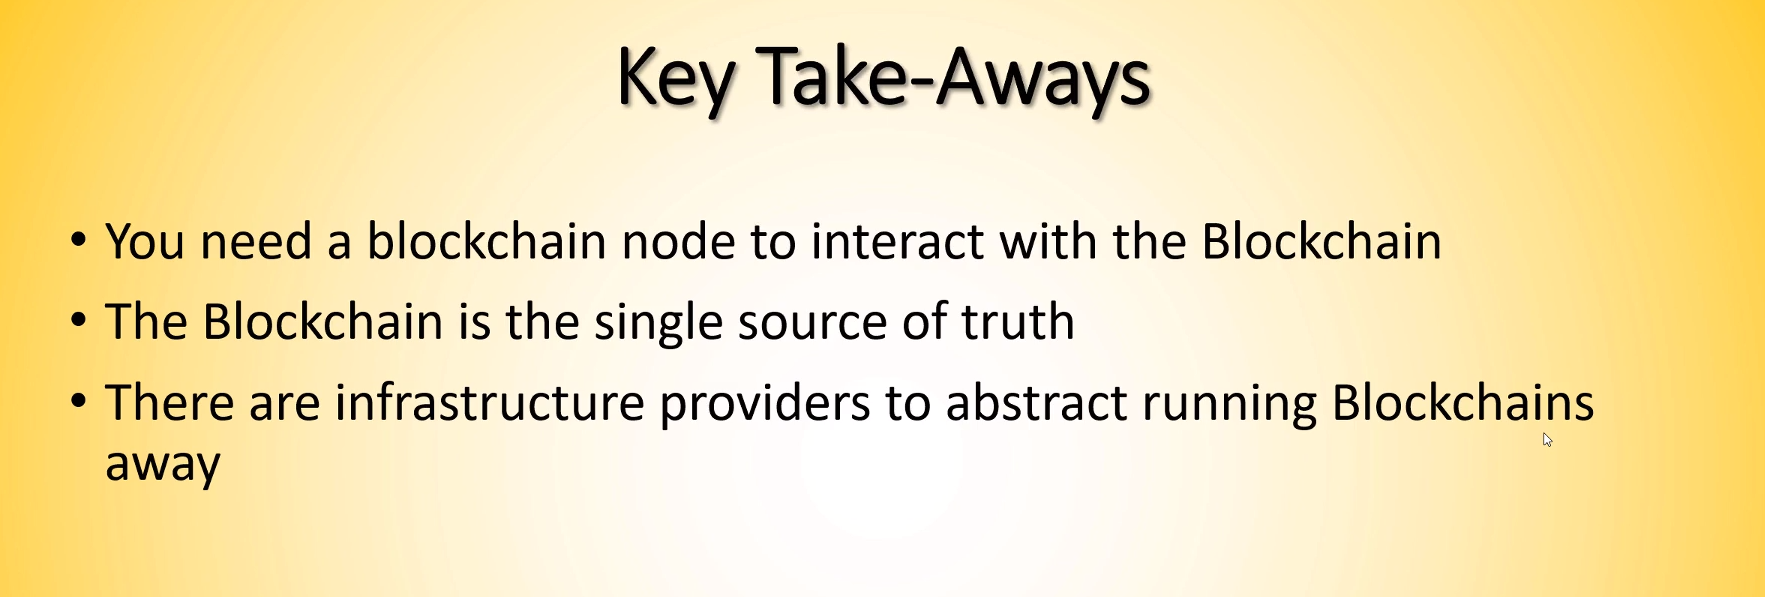 Key Take-Aways
• You need a blockchain node to interact with the Blockchain
• The Blockchain is the single source of truth
• There are infrastructure providers to abstract running Blockchains
away